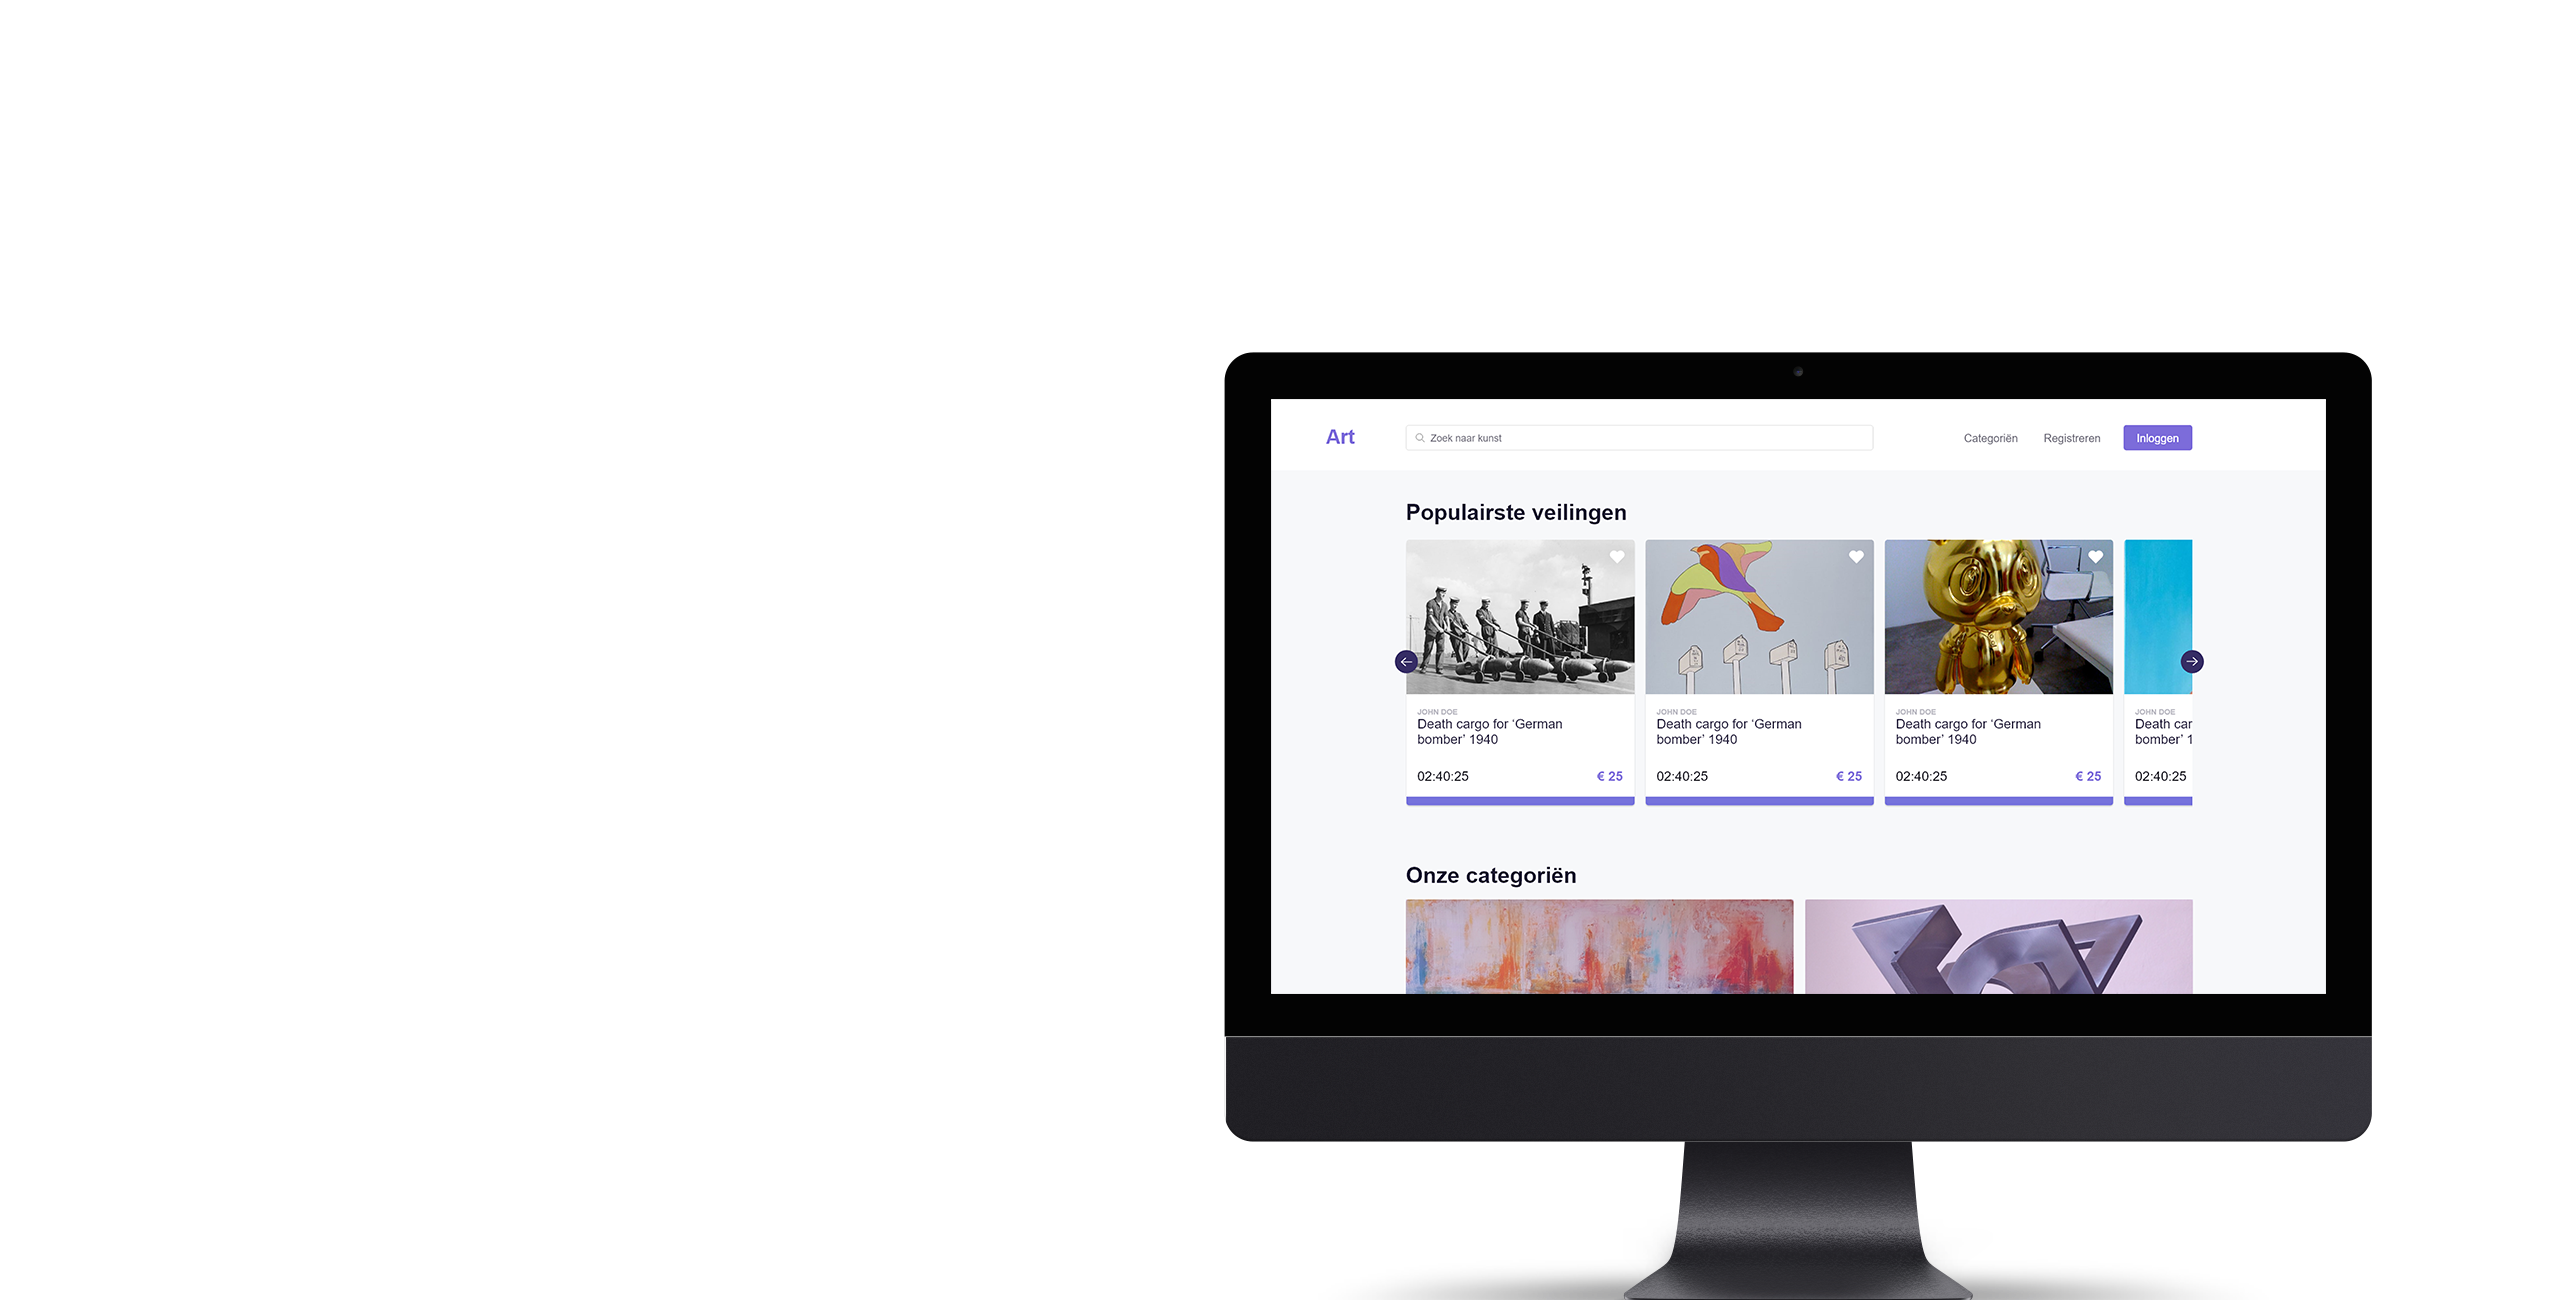 Art
Zoek naar kunst
Categoriën
Registreren
Inloggen
Populairste veilingen
JOHN DOE
Death cargo for ‘German
bomber’ 1940
02:40:25
€ 25
JOHN DOE
Death cargo for ‘German
bomber’ 1940
02:40:25
€ 25
JOHN DOE
Death cargo for ‘German
bomber’ 1940
02:40:25
€ 25
JOHN DOE
Death car
bomber’ 1
02:40:25
Onze categoriën